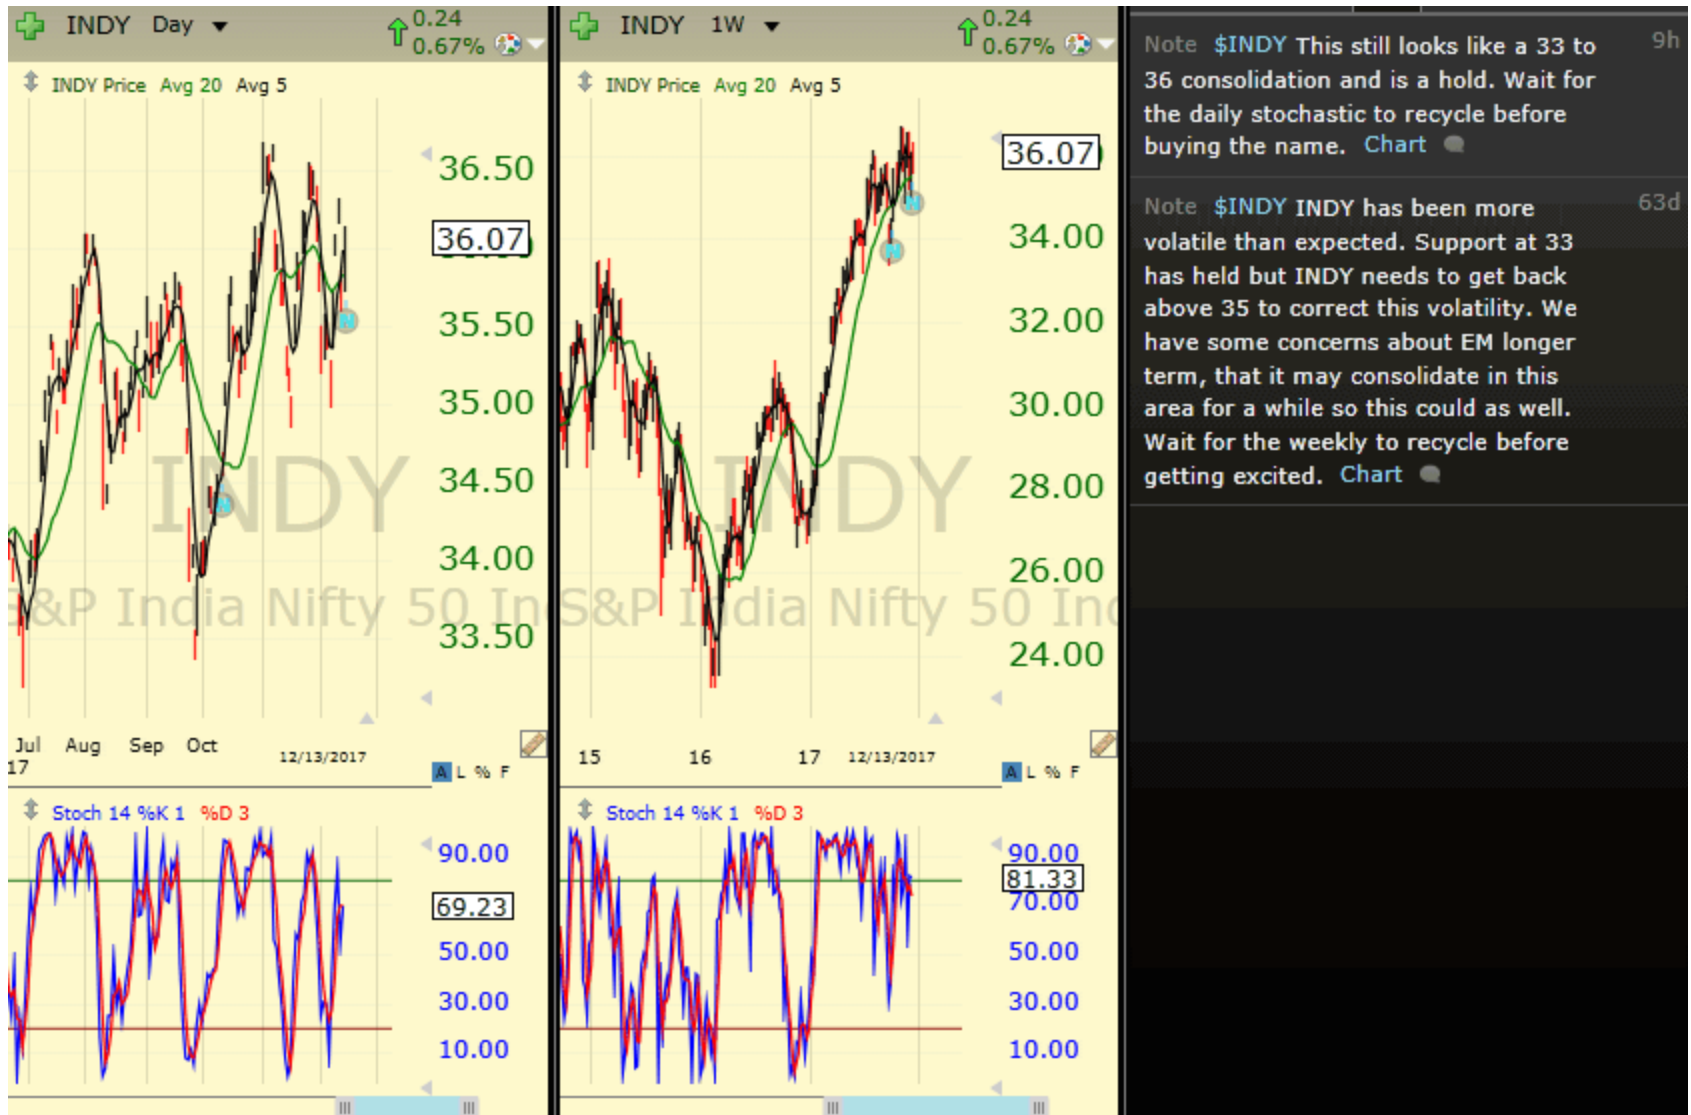 INDY Day
0.24
0.67%
INDY Price Avg 20 Avg 5
36.50
36.07
35.50
35.00
34.50
34.00
33.50
INDY
S&P India Nifty 50 In
N
N
Jul Aug Sep Oct
17
12/13/2017
A L % F
Stoch 14 %K 1 %D 3
90.00
69.23
50.00
30.00
10.00
INDY 1W
0.24
0.67%
INDY Price Avg 20 Avg 5
36.07
34.00
32.00
30.00
28.00
26.00
24.00
INDY
S&P India Nifty 50 Ind
N
N
15 16 17 12/13/2017
A L % F
Stoch 14 %K 1 %D 3
90.00
81.33
70.00
50.00
30.00
10.00
Note $INDY This still looks like a 33 to 9h
36 consolidation and is a hold. Wait for
the daily stochastic to recycle before
buying the name. Chart
Note $INDY INDY has been more 63d
volatile than expected. Support at 33
has held but INDY needs to get back
above 35 to correct this volatility. We
have some concerns about EM longer
term, that it may consolidate in this
area for a while so this could as well.
Wait for the weekly to recycle before
getting excited. Chart